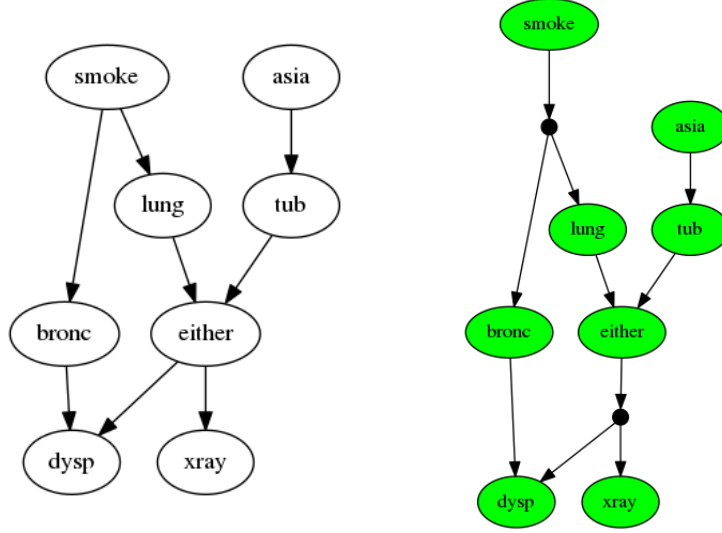 smoke
asia
lung
tub
bronc
either
dysp
xray
smoke
asia
lung
tub
bronc
either
dysp
xray